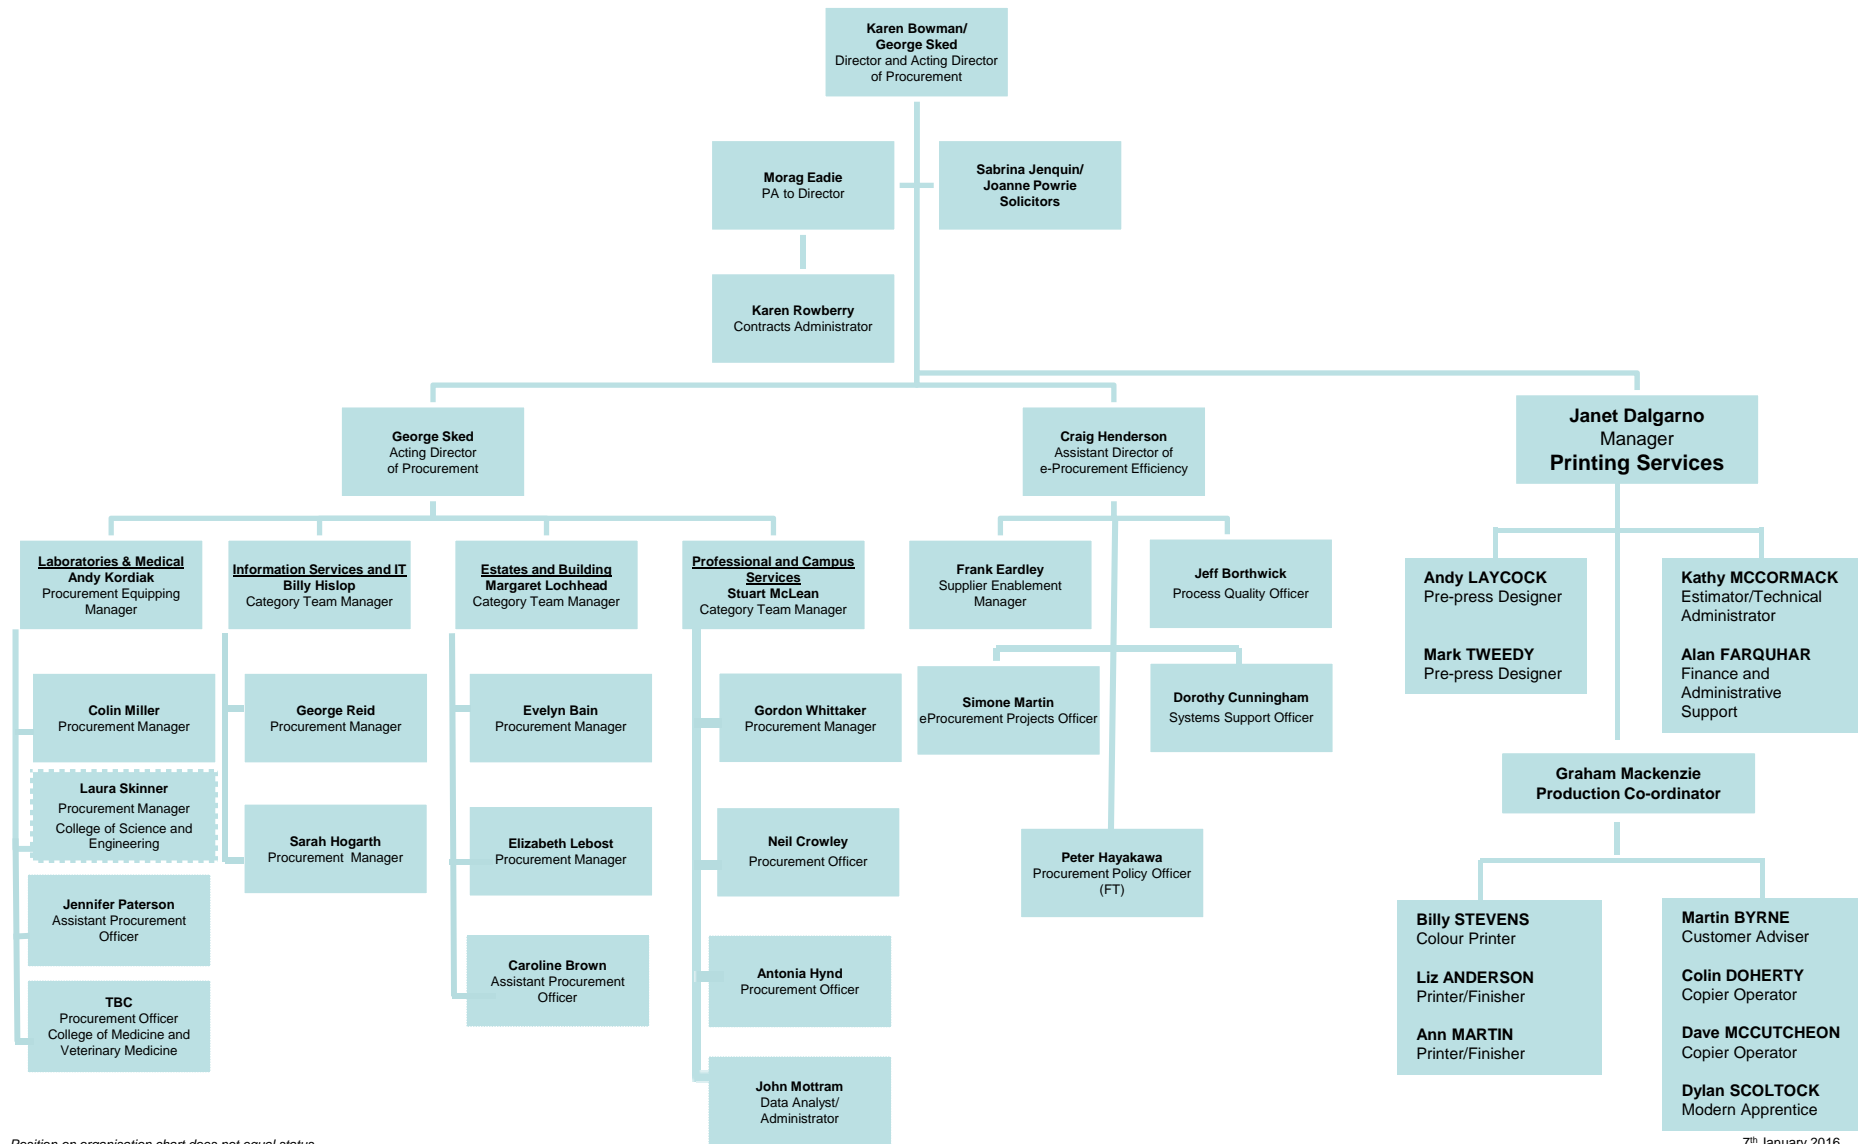 Karen Bowman/
George Sked
Director and Acting Director
of Procurement
Morag Eadie
PA to Director
Sabrina Jenquin/
Joanne Powrie
Solicitors
Karen Rowberry
Contracts Administrator
George Sked
Acting Director
of Procurement
Craig Henderson
Assistant Director of
e-Procurement Efficiency
Janet Dalgarno
Manager
Printing Services
Laboratories & Medical
Andy Kordiak
Procurement Equipping
Manager
Information Services and IT
Billy Hislop
Category Team Manager
Estates and Building
Margaret Lochhead
Category Team Manager
Professional and Campus
Services
Stuart McLean
Category Team Manager
Frank Eardley
Supplier Enablement
Manager
Jeff Borthwick
Process Quality Officer
Andy LAYCOCK
Pre-press Designer
Mark TWEEDY
Pre-press Designer
Kathy MCCORMACK
Estimator/Technical
Administrator
Alan FARQUHAR
Finance and
Administrative
Support
Colin Miller
Procurement Manager
George Reid
Procurement Manager
Evelyn Bain
Procurement Manager
Gordon Whittaker
Procurement Manager
Simone Martin
eProcurement Projects Officer
Dorothy Cunningham
Systems Support Officer
Laura Skinner
Procurement Manager
College of Science and
Engineering
Sarah Hogarth
Procurement Manager
Elizabeth Lebost
Procurement Manager
Neil Crowley
Procurement Officer
Peter Hayakawa
Procurement Policy Officer
(FT)
Graham Mackenzie
Production Co-ordinator
Jennifer Paterson
Assistant Procurement
Officer
Caroline Brown
Assistant Procurement
Officer
Antonia Hynd
Procurement Officer
Billy STEVENS
Colour Printer
Liz ANDERSON
Printer/Finisher
Ann MARTIN
Printer/Finisher
Martin BYRNE
Customer Adviser
Colin DOHERTY
Copier Operator
Dave MCCUTCHEON
Copier Operator
Dylan SCOLTOCK
Modern Apprentice
TBC
Procurement Officer
College of Medicine and
Veterinary Medicine
John Mottram
Data Analyst/
Administrator
Position on organisation chart does not equal status
7th January 2016